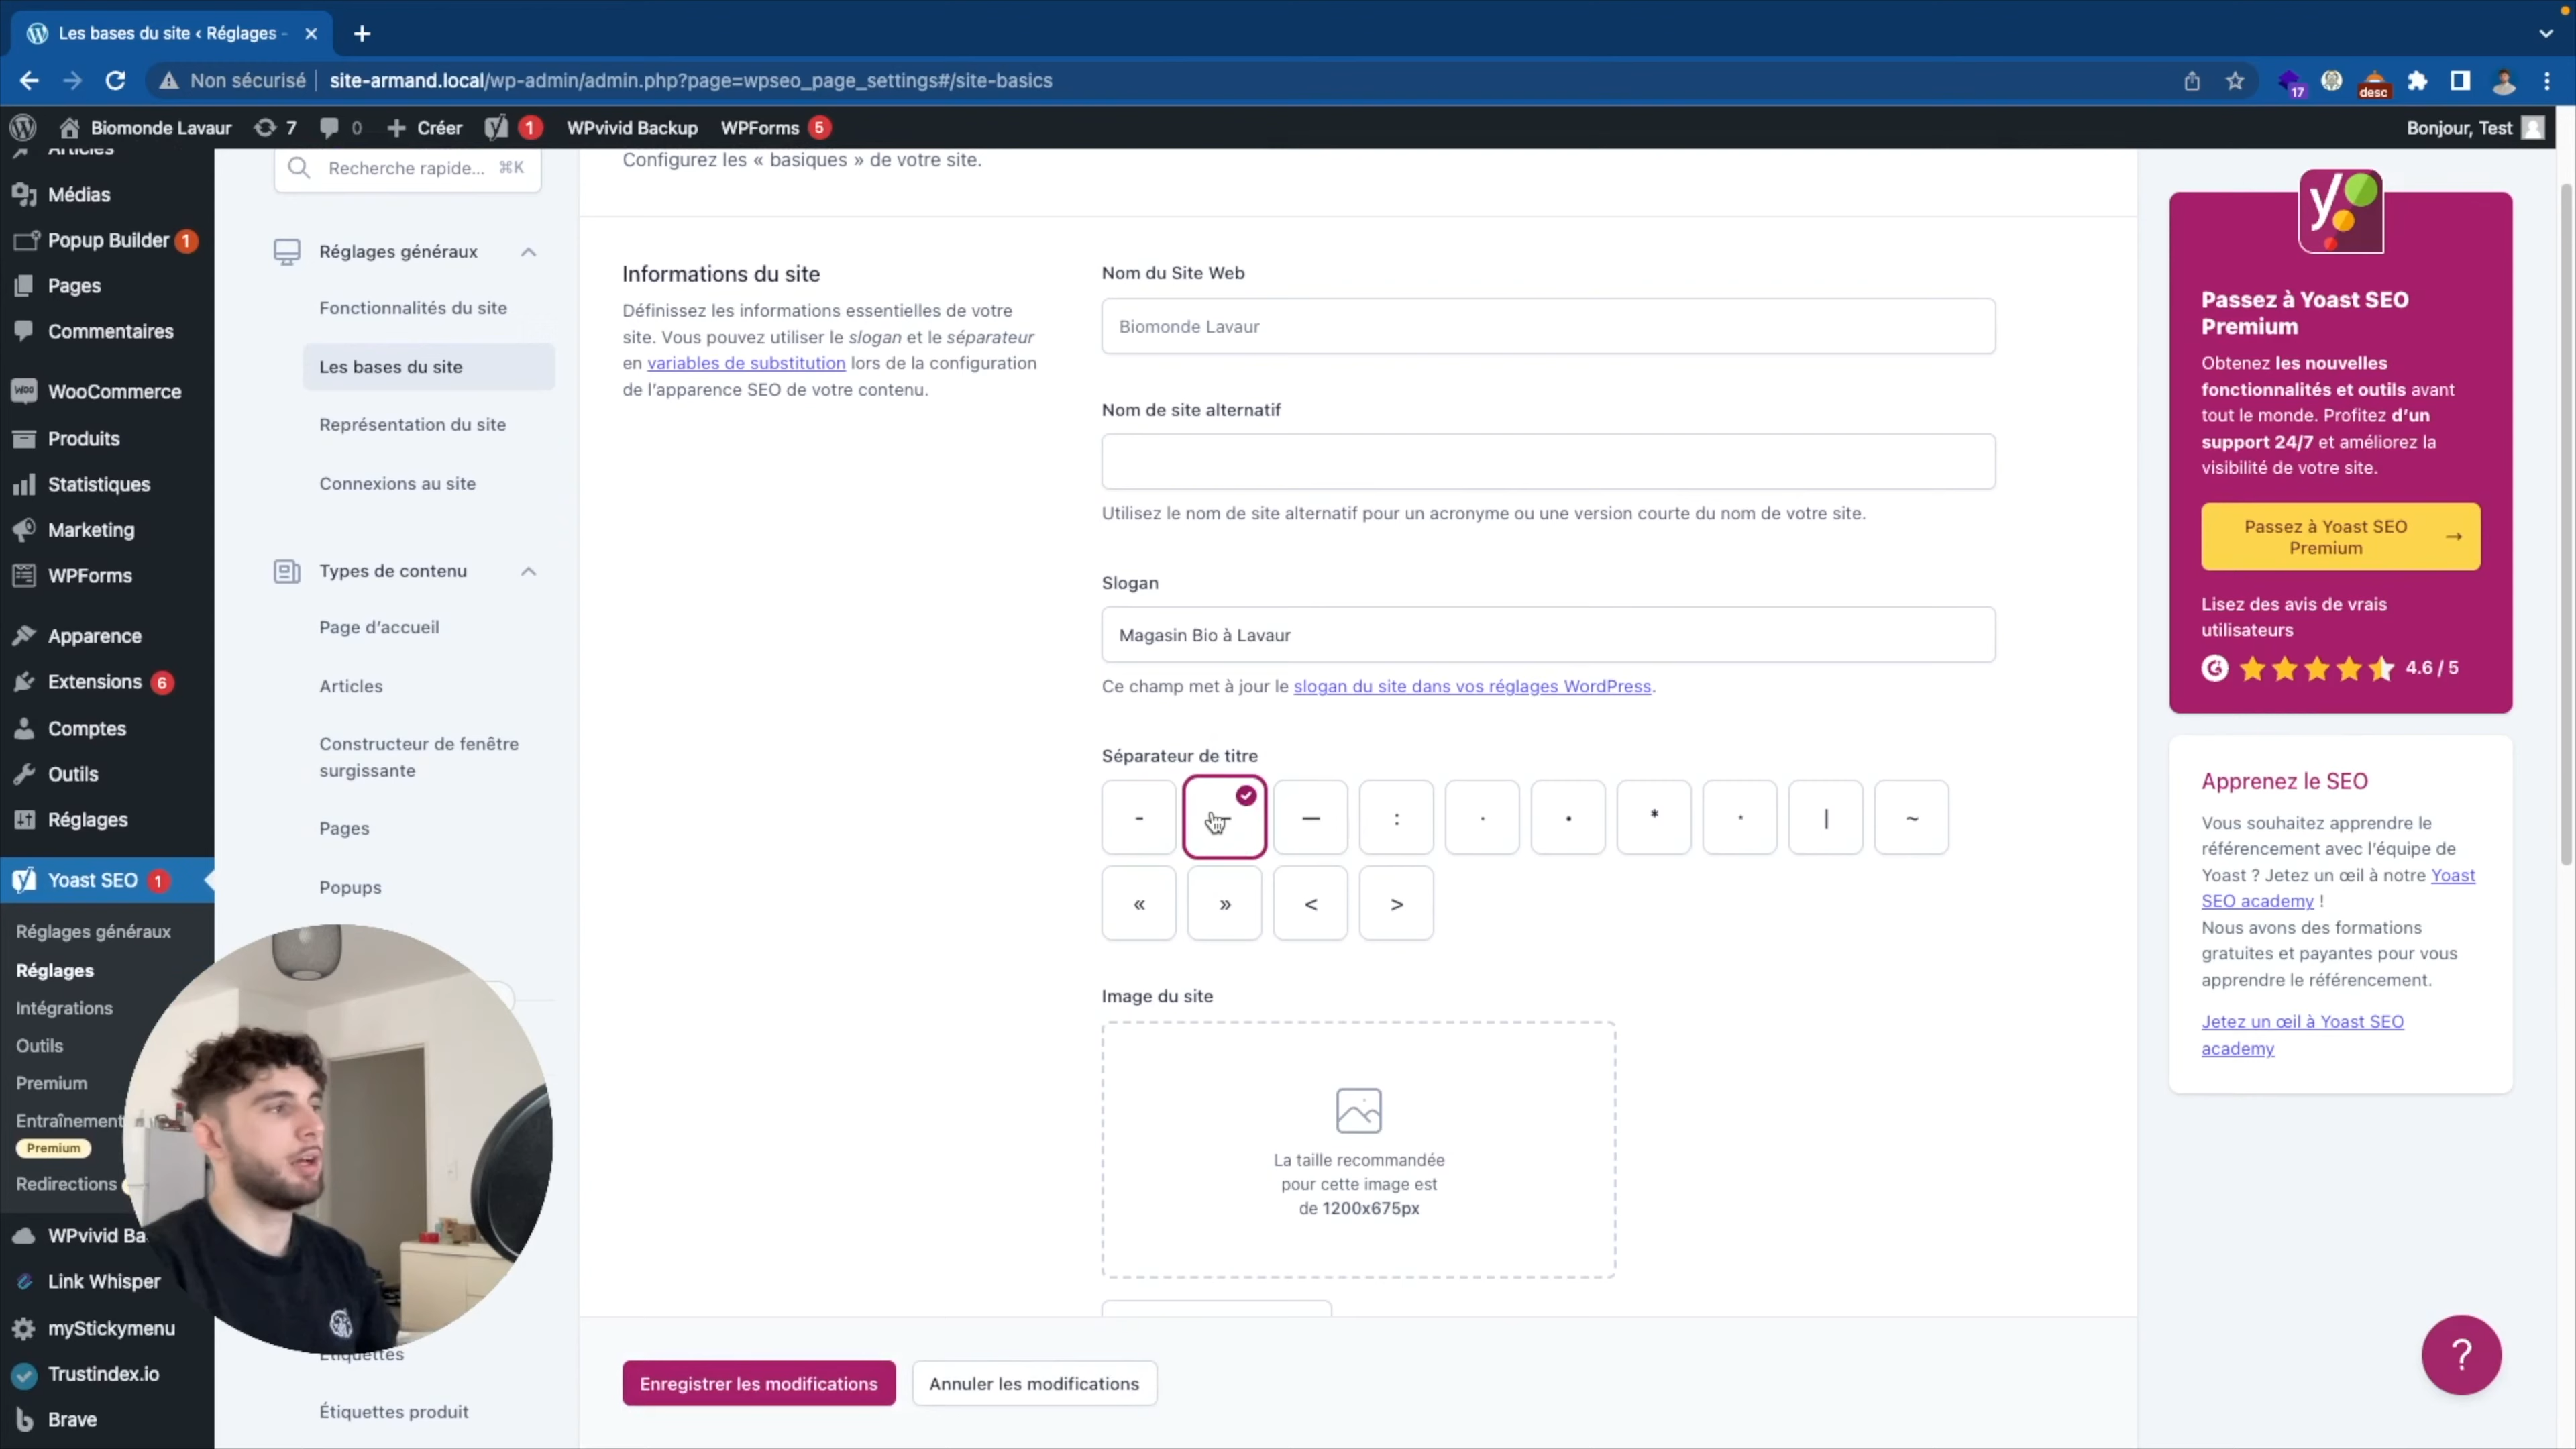 Les bases du site ‹ Réglages -
Non sécurisé
site-armand.local/wp-admin/admin.php?page=wpseo_page_settings#/site-basics
17
desc
Biomonde Lavaur
7
0
Créer
1
WPvivid Backup
WPForms 5
Bonjour, Test
Articles
Médias
Popup Builder 1
Pages
Commentaires
WooCommerce
Produits
Statistiques
Marketing
WPForms
Apparence
Extensions 6
Comptes
Outils
Réglages
Yoast SEO 1
Réglages généraux
Réglages
Intégrations
Outils
Premium
Entraînement
Premium
Redirections
WPvivid Ba
Link Whisper
myStickymenu
Trustindex.io
Brave
Recherche rapide... ⌘K
Réglages généraux
Fonctionnalités du site
Les bases du site
Représentation du site
Connexions au site
Types de contenu
Page d'accueil
Articles
Constructeur de fenêtre
surgissante
Pages
Popups
Étiquettes
Étiquettes produit
Configurez les « basiques » de votre site.
Informations du site
Définissez les informations essentielles de votre
site. Vous pouvez utiliser le slogan et le séparateur
en variables de substitution lors de la configuration
de l'apparence SEO de votre contenu.
Nom du Site Web
Biomonde Lavaur
Nom de site alternatif
Utilisez le nom de site alternatif pour un acronyme ou une version courte du nom de votre site.
Slogan
Magasin Bio à Lavaur
Ce champ met à jour le slogan du site dans vos réglages WordPress.
Séparateur de titre
- – — : · • * ⋆ | ~
« » < >
Image du site
La taille recommandée
pour cette image est
de 1200x675px
Enregistrer les modifications
Annuler les modifications
Passez à Yoast SEO
Premium
Obtenez les nouvelles
fonctionnalités et outils avant
tout le monde. Profitez d'un
support 24/7 et améliorez la
visibilité de votre site.
Passez à Yoast SEO
Premium →
Lisez des avis de vrais
utilisateurs
4.6 / 5
Apprenez le SEO
Vous souhaitez apprendre le
référencement avec l'équipe de
Yoast ? Jetez un œil à notre Yoast
SEO academy !
Nous avons des formations
gratuites et payantes pour vous
apprendre le référencement.
Jetez un œil à Yoast SEO
academy
?